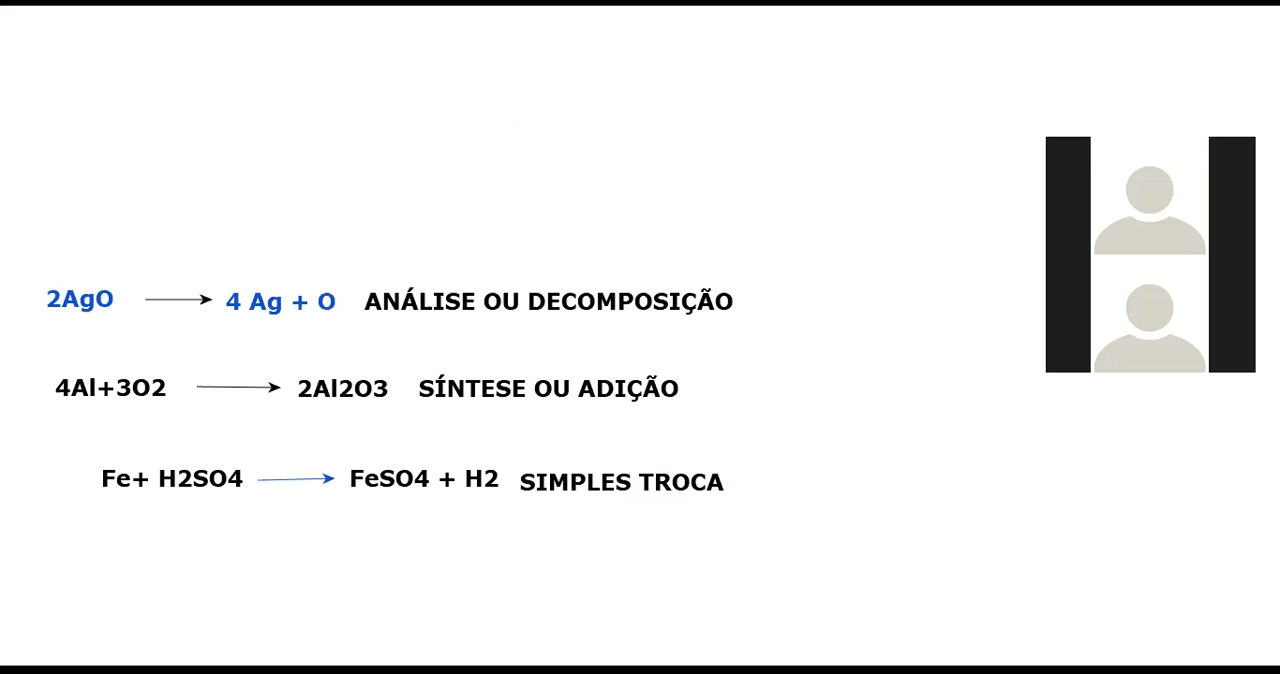 2AgO → 4 Ag + O ANÁLISE OU DECOMPOSIÇÃO
4Al+3O2 → 2Al2O3 SÍNTESE OU ADIÇÃO
Fe+ H2SO4 → FeSO4 + H2 SIMPLES TROCA